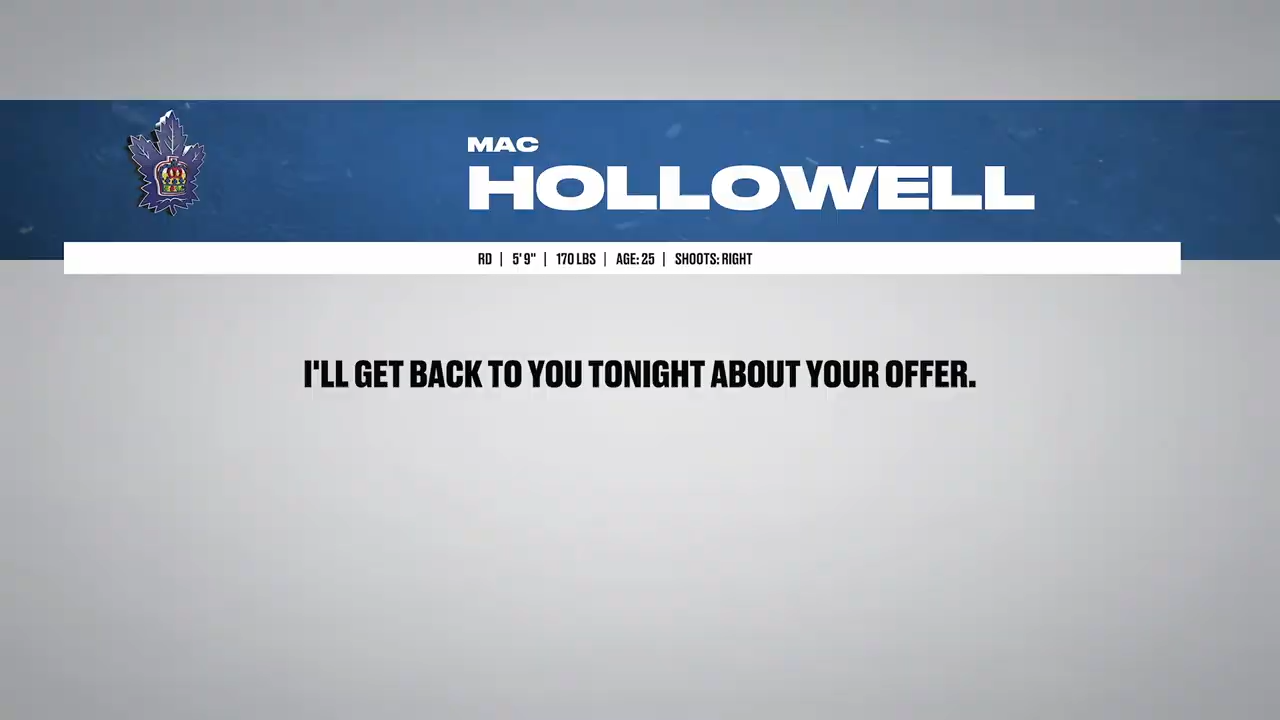 MAC
HOLLOWELL
RD | 5' 9" | 170 LBS | AGE: 25 | SHOOTS: RIGHT
I'LL GET BACK TO YOU TONIGHT ABOUT YOUR OFFER.